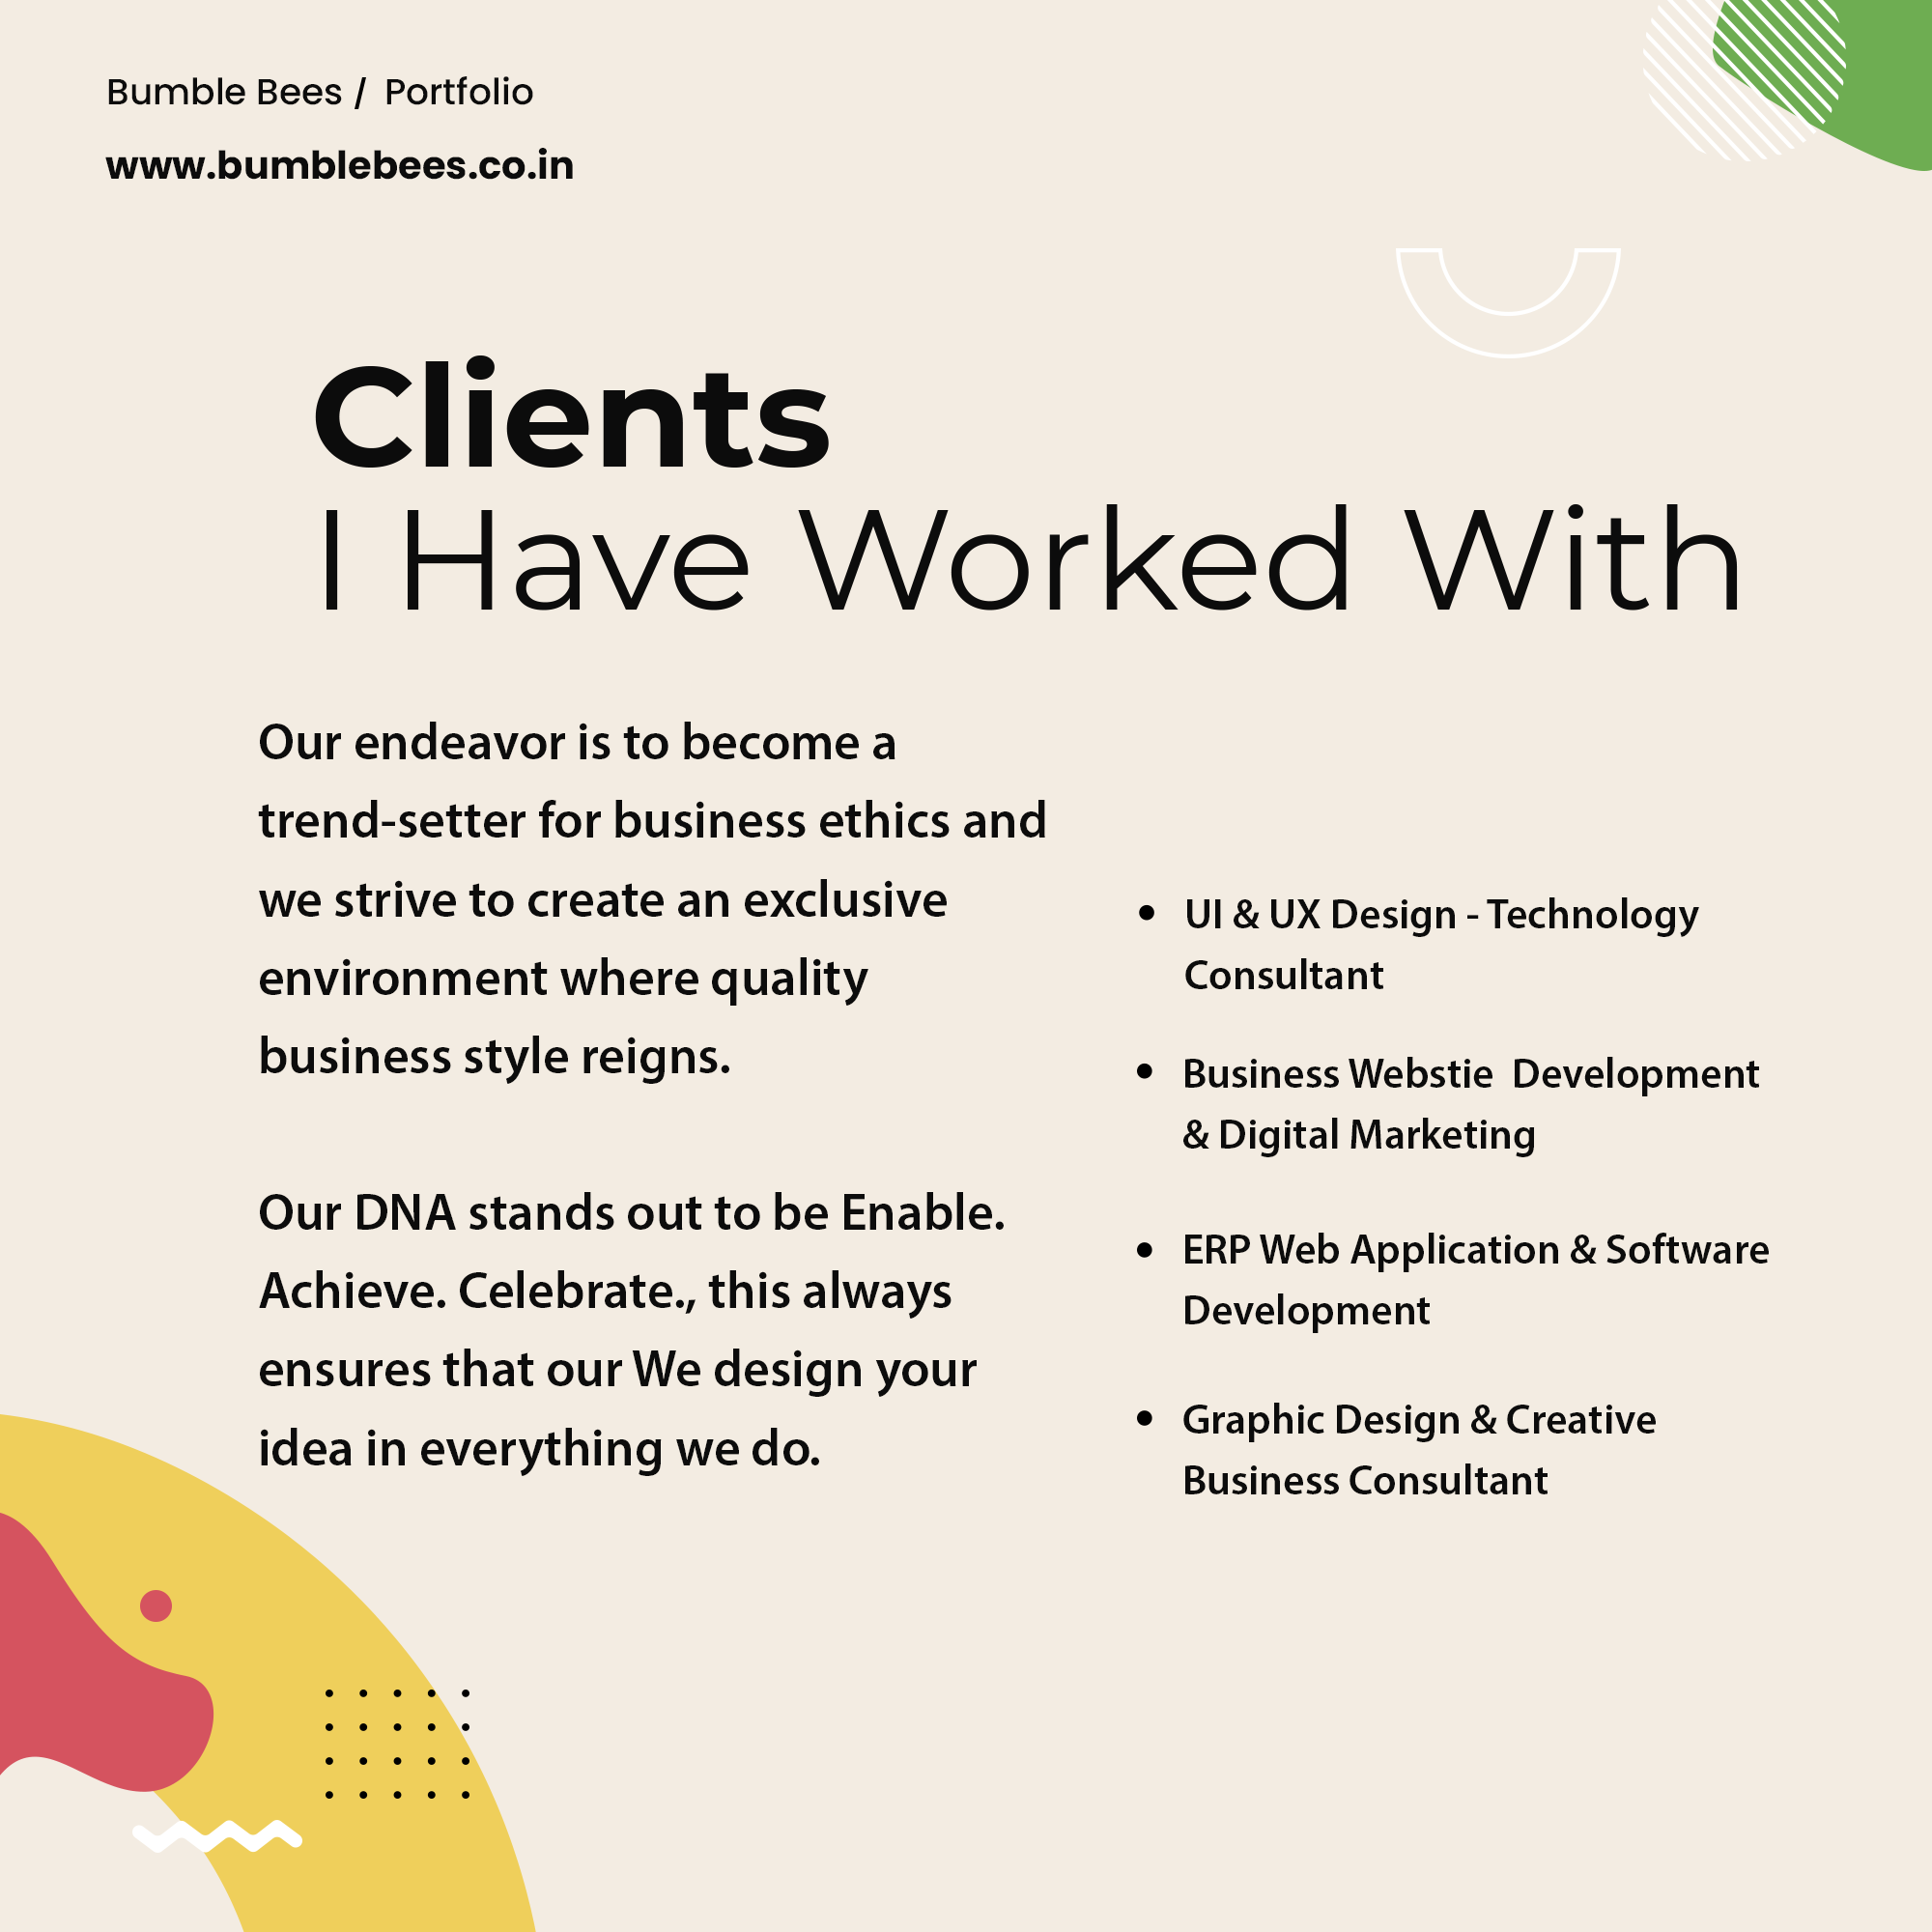 Bumble Bees / Portfolio
www.bumblebees.co.in
Clients
I Have Worked With
Our endeavor is to become a
trend-setter for business ethics and
we strive to create an exclusive
environment where quality
business style reigns.
Our DNA stands out to be Enable.
Achieve. Celebrate., this always
ensures that our We design your
idea in everything we do.
• UI & UX Design - Technology
Consultant
• Business Webstie Development
& Digital Marketing
• ERP Web Application & Software
Development
• Graphic Design & Creative
Business Consultant